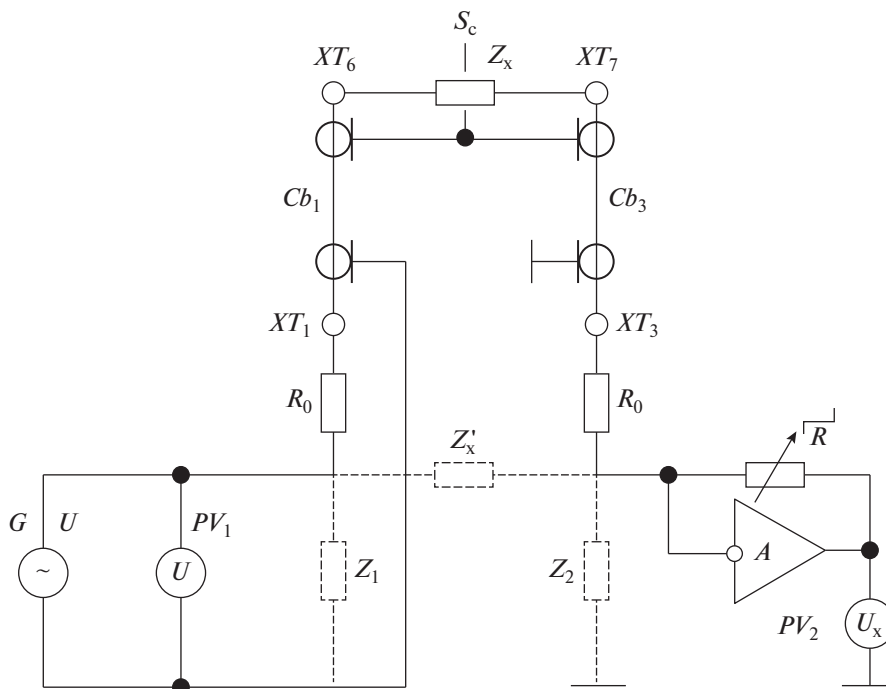 S_c
XT_6 Z_x XT_7
Cb_1 Cb_3
XT_1 XT_3
R_0 R_0
Z'_x R
G U PV_1
~ U Z_1 Z_2 A
PV_2 U_x